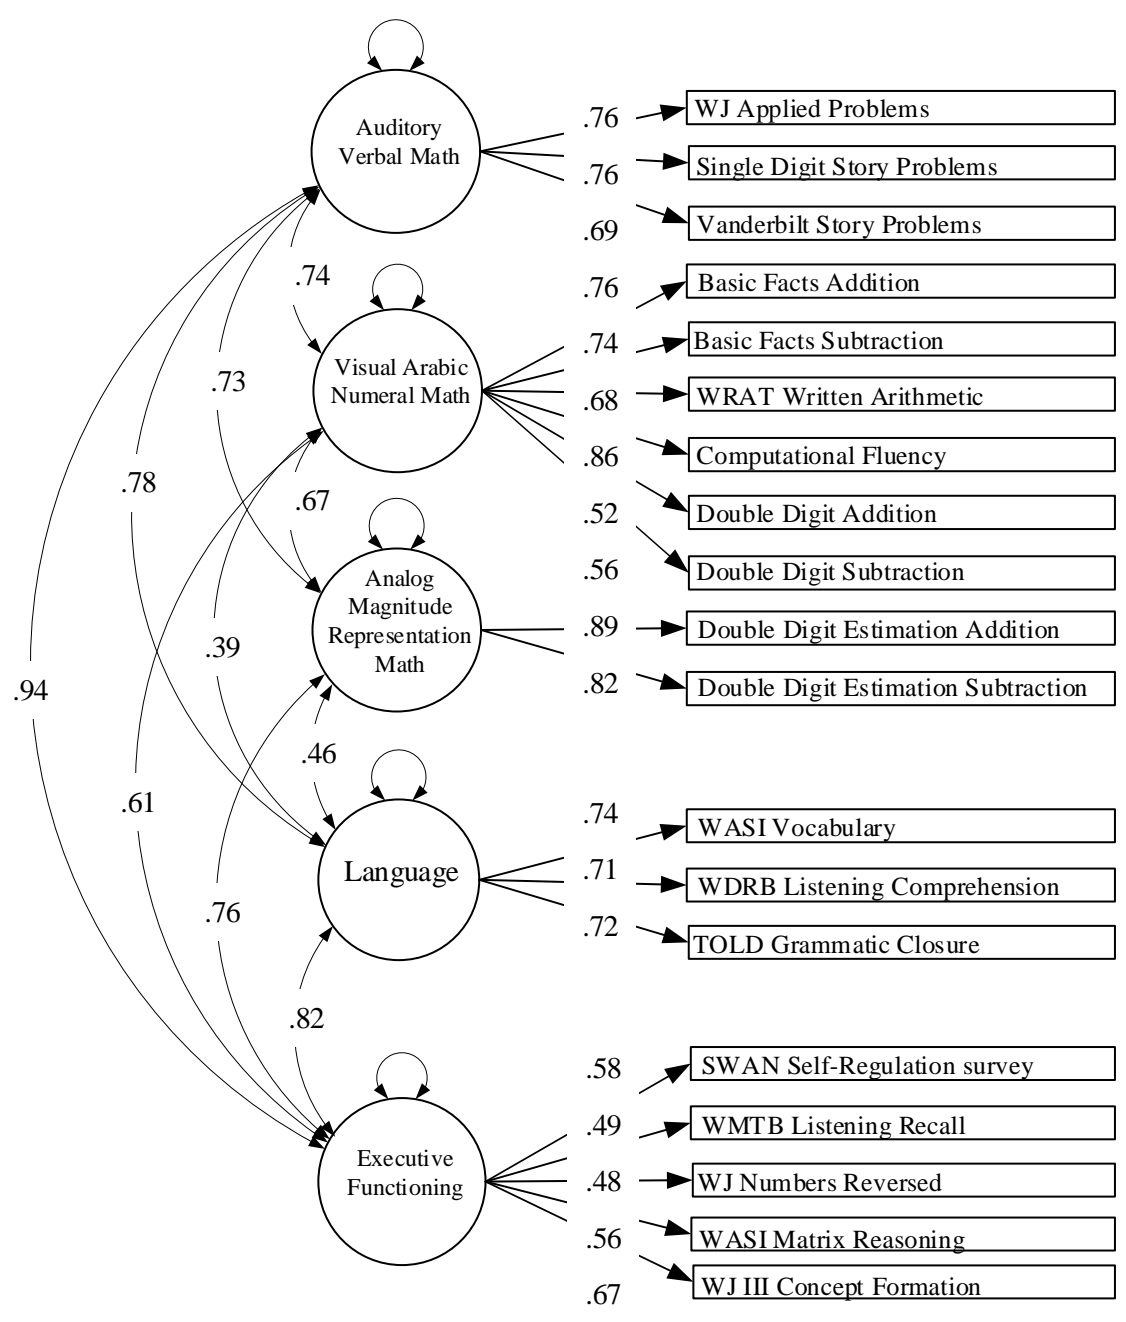 Auditory
Verbal Math
.76
WJ Applied Problems
.76
Single Digit Story Problems
.69
Vanderbilt Story Problems
.74
Visual Arabic
Numeral Math
.76
Basic Facts Addition
.74
Basic Facts Subtraction
.68
WRAT Written Arithmetic
.86
Computational Fluency
.52
Double Digit Addition
.56
Double Digit Subtraction
.73
.78
.67
Analog
Magnitude
Representation
Math
.89
Double Digit Estimation Addition
.82
Double Digit Estimation Subtraction
.39
.94
.46
.61
Language
.74
WASI Vocabulary
.71
WDRB Listening Comprehension
.72
TOLD Grammatic Closure
.76
.82
Executive
Functioning
.58
SWAN Self-Regulation survey
.49
WMTB Listening Recall
.48
WJ Numbers Reversed
.56
WASI Matrix Reasoning
.67
WJ III Concept Formation